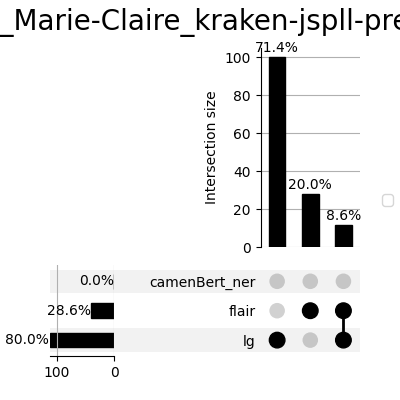 _Marie-Claire_kraken-jspll-pre
71.4%
100
80
60
40
20
0
Intersection size
20.0%
8.6%
0.0%
camenBert_ner
28.6%
flair
80.0%
lg
100
0